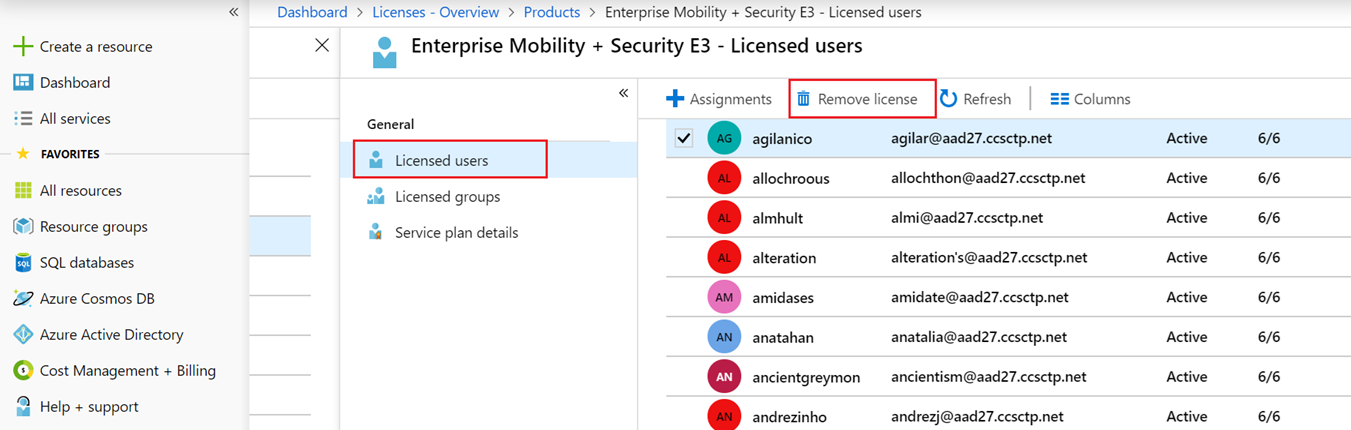 Dashboard > Licenses - Overview > Products > Enterprise Mobility + Security E3 - Licensed users
Create a resource
Dashboard
All services
FAVORITES
All resources
Resource groups
SQL databases
SQL
Azure Cosmos DB
Azure Active Directory
Cost Management + Billing
Help + support
Enterprise Mobility + Security E3 - Licensed users
General
Licensed users
Licensed groups
Service plan details
Assignments Remove license Refresh Columns
AG agilanico agilar@aad27.ccsctp.net Active 6/6
AL allochroous allochthon@aad27.ccsctp.net Active 6/6
AL almhult almi@aad27.ccsctp.net Active 6/6
AL alteration alteration's@aad27.ccsctp.net Active 6/6
AM amidases amidate@aad27.ccsctp.net Active 6/6
AN anatahan anatalia@aad27.ccsctp.net Active 6/6
AN ancientgreymon ancientism@aad27.ccsctp.net Active 6/6
AN andrezinho andrezj@aad27.ccsctp.net Active 6/6